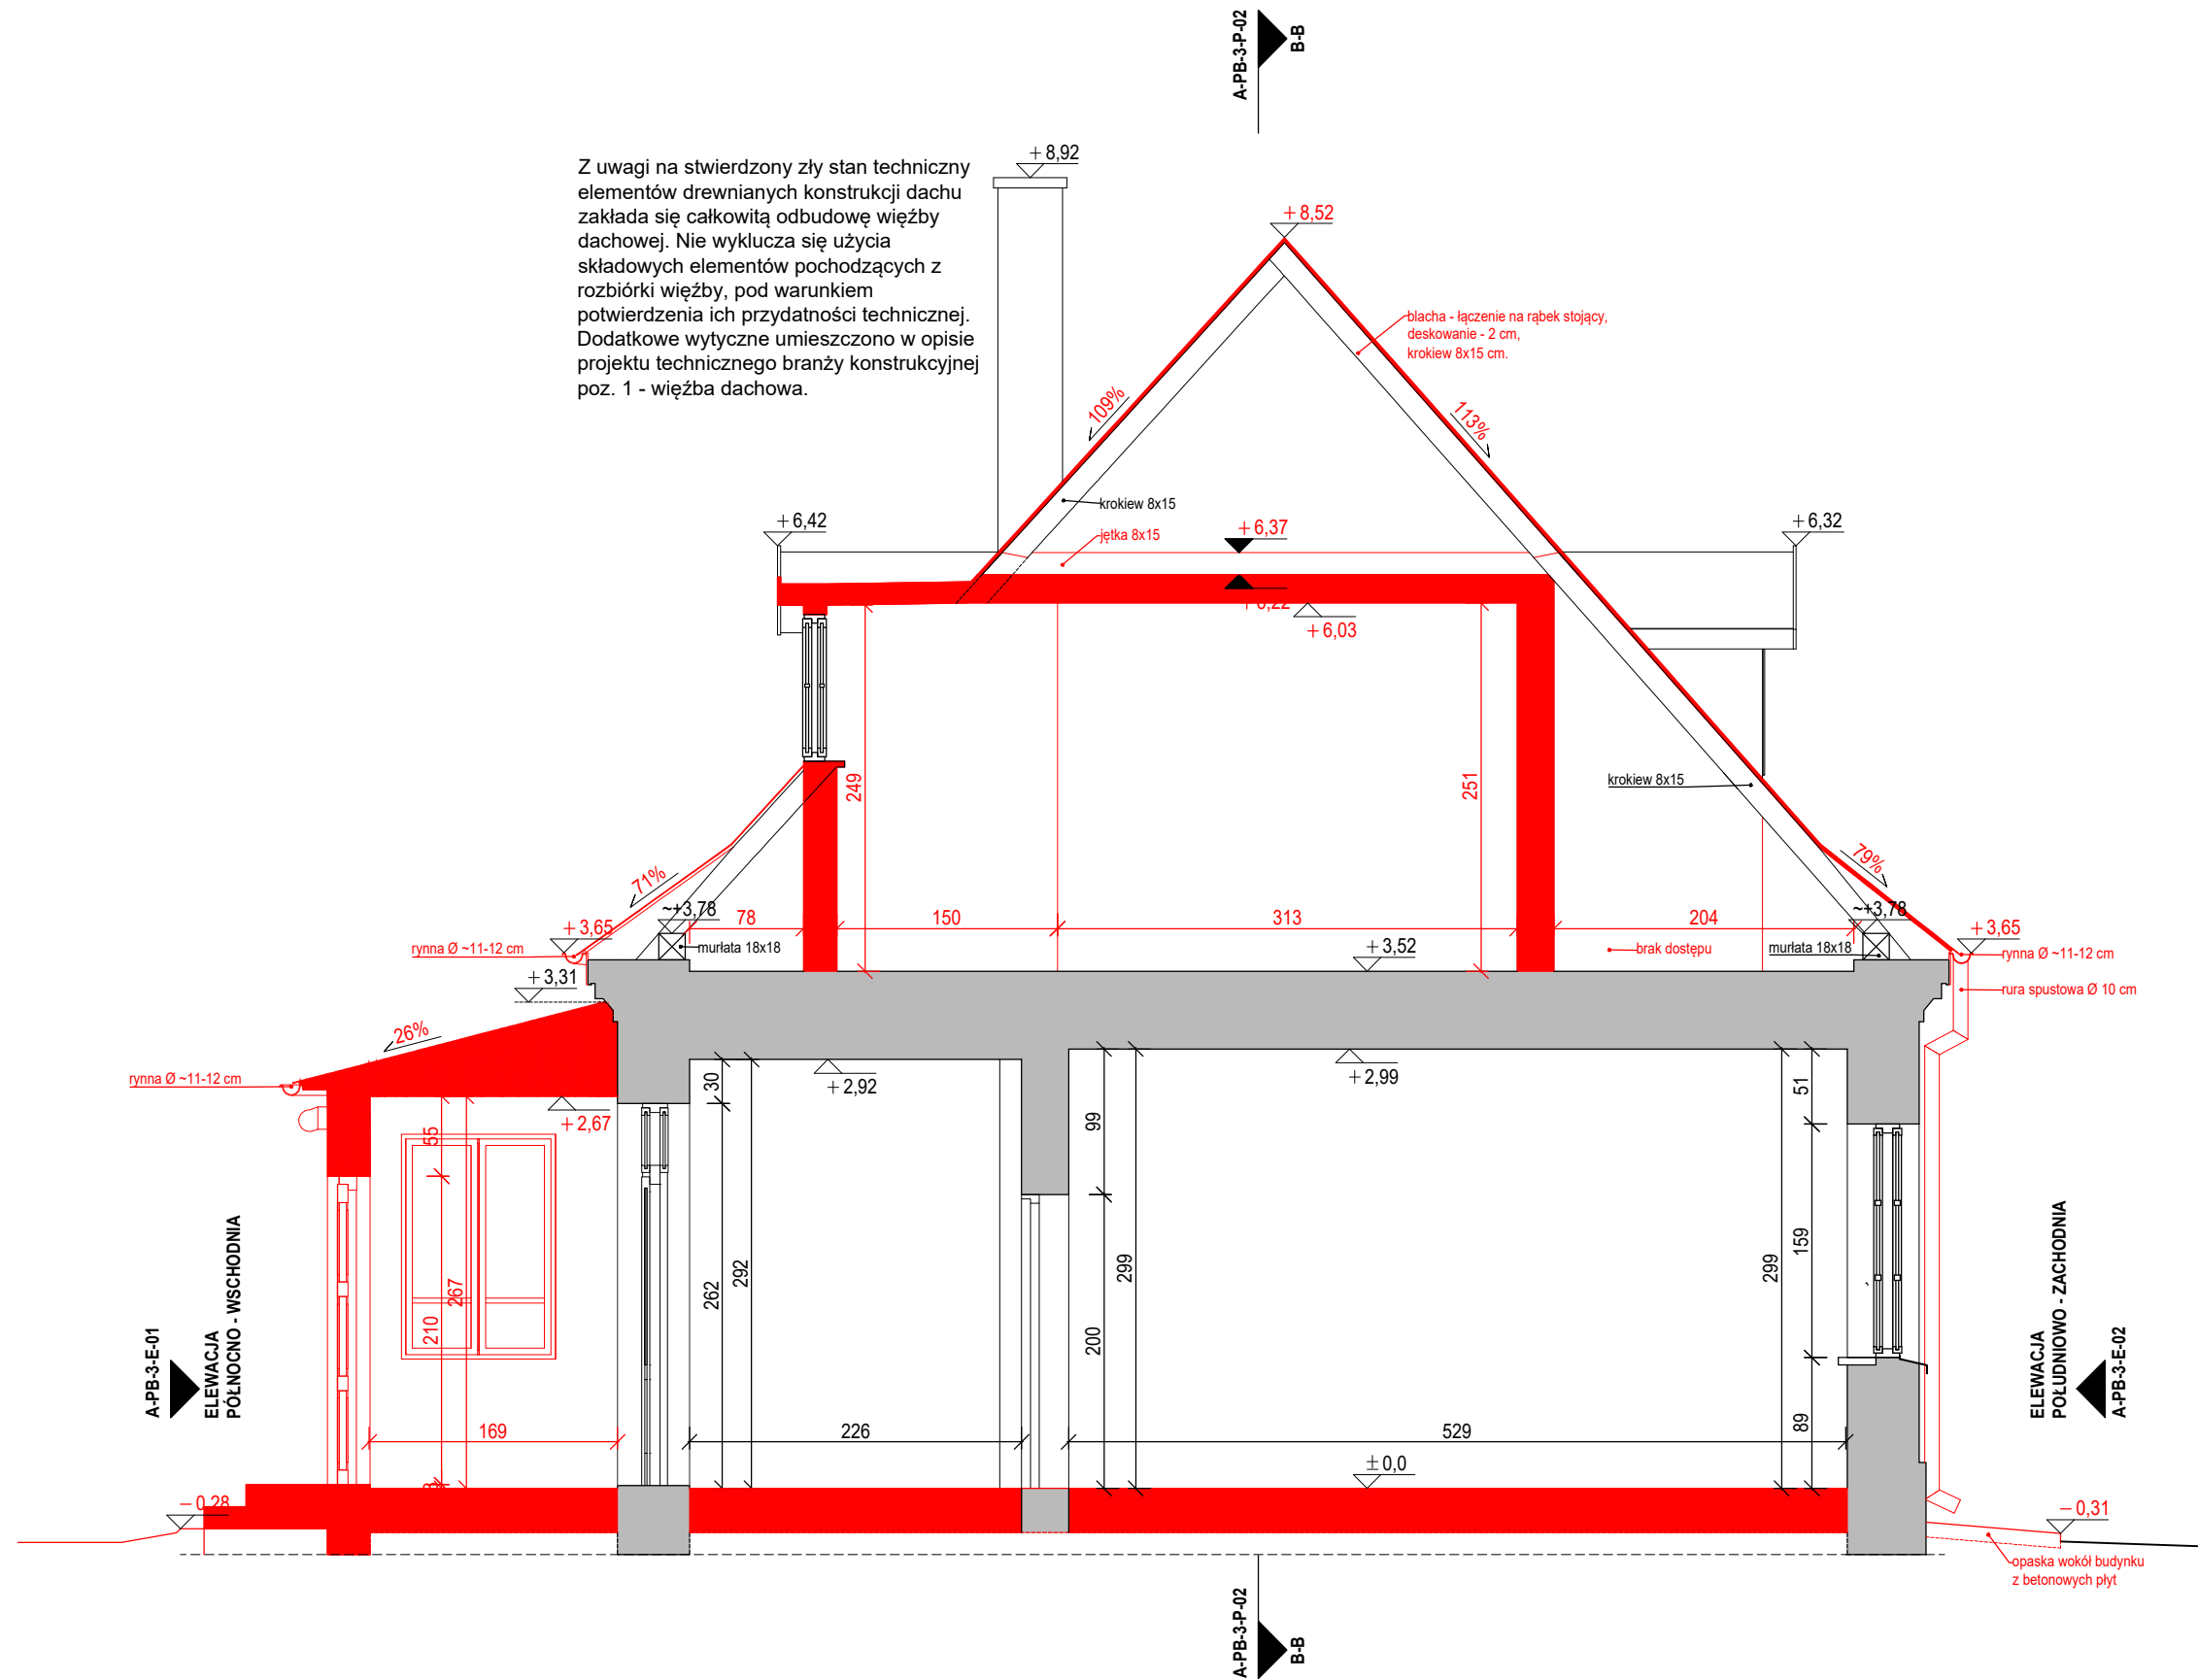 A-PB-3-P-02
B-B
Z uwagi na stwierdzony zły stan techniczny
elementów drewnianych konstrukcji dachu
zakłada się całkowitą odbudowę więźby
dachowej. Nie wyklucza się użycia
składowych elementów pochodzących z
rozbiórki więźby, pod warunkiem
potwierdzenia ich przydatności technicznej.
Dodatkowe wytyczne umieszczono w opisie
projektu technicznego branży konstrukcyjnej
poz. 1 - więźba dachowa.
+8,92
+8,52
blacha - łączenie na rąbek stojący,
deskowanie - 2 cm,
krokiew 8x15 cm.
109%
113%
krokiew 8x15
jętka 8x15
+6,42
+6,37
+6,32
+6,22
+6,03
249
251
krokiew 8x15
71%
79%
~+3,78
78
150
313
204
~+3,78
+3,65
rynna Ø ~11-12 cm
murłata 18x18
+3,52
brak dostępu
murłata 18x18
+3,65
rynna Ø ~11-12 cm
+3,31
rura spustowa Ø 10 cm
26%
rynna Ø ~11-12 cm
+2,67
30
+2,92
+2,99
51
55
99
262
292
299
299
159
210
267
200
89
A-PB-3-E-01
ELEWACJA
PÓŁNOCNO - WSCHODNIA
ELEWACJA
POŁUDNIOWO - ZACHODNIA
A-PB-3-E-02
169
226
529
±0,0
−0,28
−0,31
opaska wokół budynku
z betonowych płyt
A-PB-3-P-02
B-B